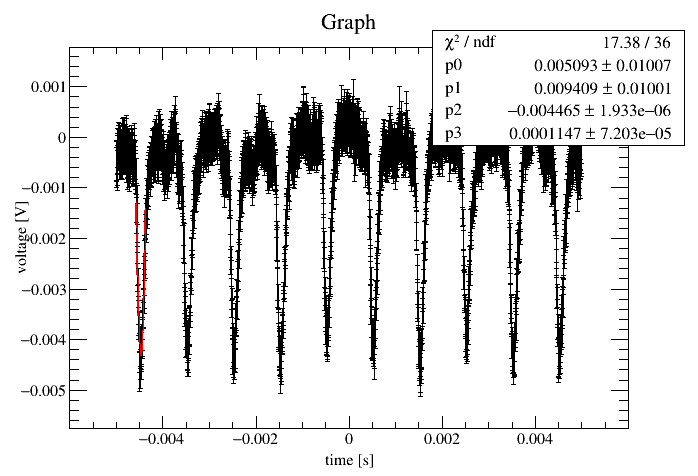 Graph
χ² / ndf 17.38 / 36
p0 0.005093 ± 0.01007
p1 0.009409 ± 0.01001
p2 −0.004465 ± 1.933e−06
p3 0.0001147 ± 7.203e−05
0.001
0
−0.001
−0.002
−0.003
−0.004
−0.005
voltage [V]
−0.004 −0.002 0 0.002 0.004
time [s]